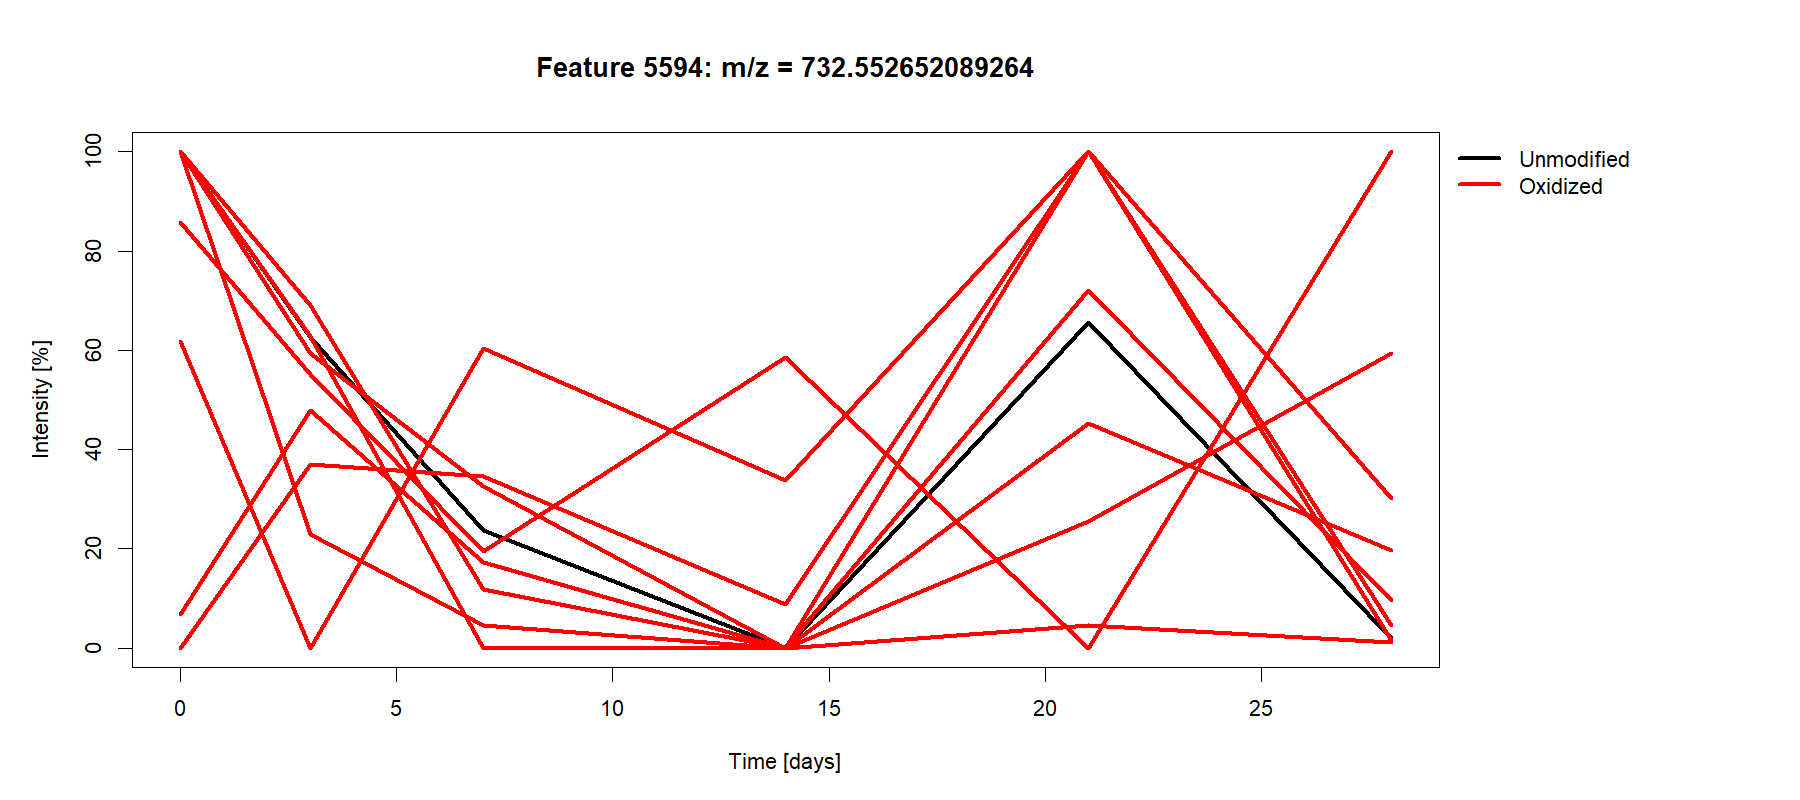 Feature 5594: m/z = 732.552652089264
Unmodified
Oxidized
Intensity [%]
100
80
60
40
20
0
0 5 10 15 20 25
Time [days]